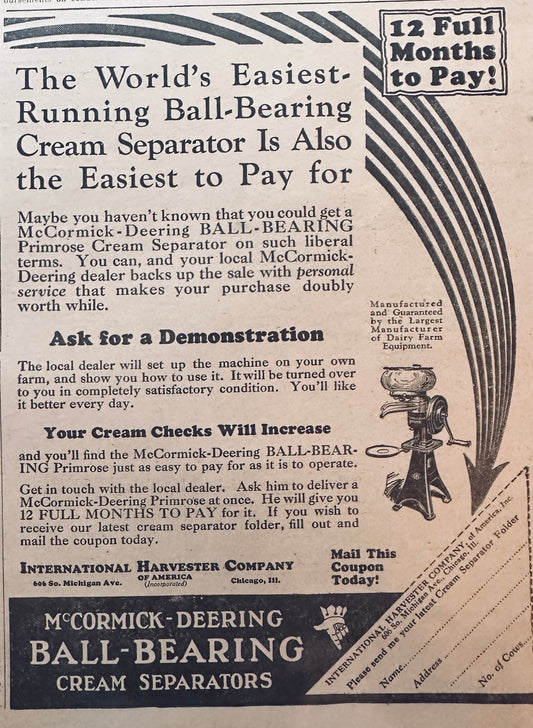 12 Full
Months
to Pay!
The World's Easiest-
Running Ball-Bearing
Cream Separator Is Also
the Easiest to Pay for
Maybe you haven't known that you could get a
McCormick-Deering BALL-BEARING
Primrose Cream Separator on such liberal
terms. You can, and your local McCormick-
Deering dealer backs up the sale with personal
service that makes your purchase doubly
worth while.
Manufactured
and Guaranteed
by the Largest
Manufacturer
of Dairy Farm
Equipment.
Ask for a Demonstration
The local dealer will set up the machine on your own
farm, and show you how to use it. It will be turned over
to you in completely satisfactory condition. You'll like
it better every day.
Your Cream Checks Will Increase
and you'll find the McCormick-Deering BALL-BEAR-
ING Primrose just as easy to pay for as it is to operate.
Get in touch with the local dealer. Ask him to deliver a
McCormick-Deering Primrose at once. He will give you
12 FULL MONTHS TO PAY for it. If you wish to
receive our latest cream separator folder, fill out and
mail the coupon today.
INTERNATIONAL HARVESTER COMPANY
606 So. Michigan Ave. OF AMERICA (Incorporated) Chicago, Ill.
Mail This
Coupon
Today!
McCORMICK-DEERING
BALL-BEARING
CREAM SEPARATORS
INTERNATIONAL HARVESTER COMPANY of America, Inc.
606 So. Michigan Ave., Chicago, Ill.
Please send me your latest Cream Separator Folder
Name
Address
No. of Cows